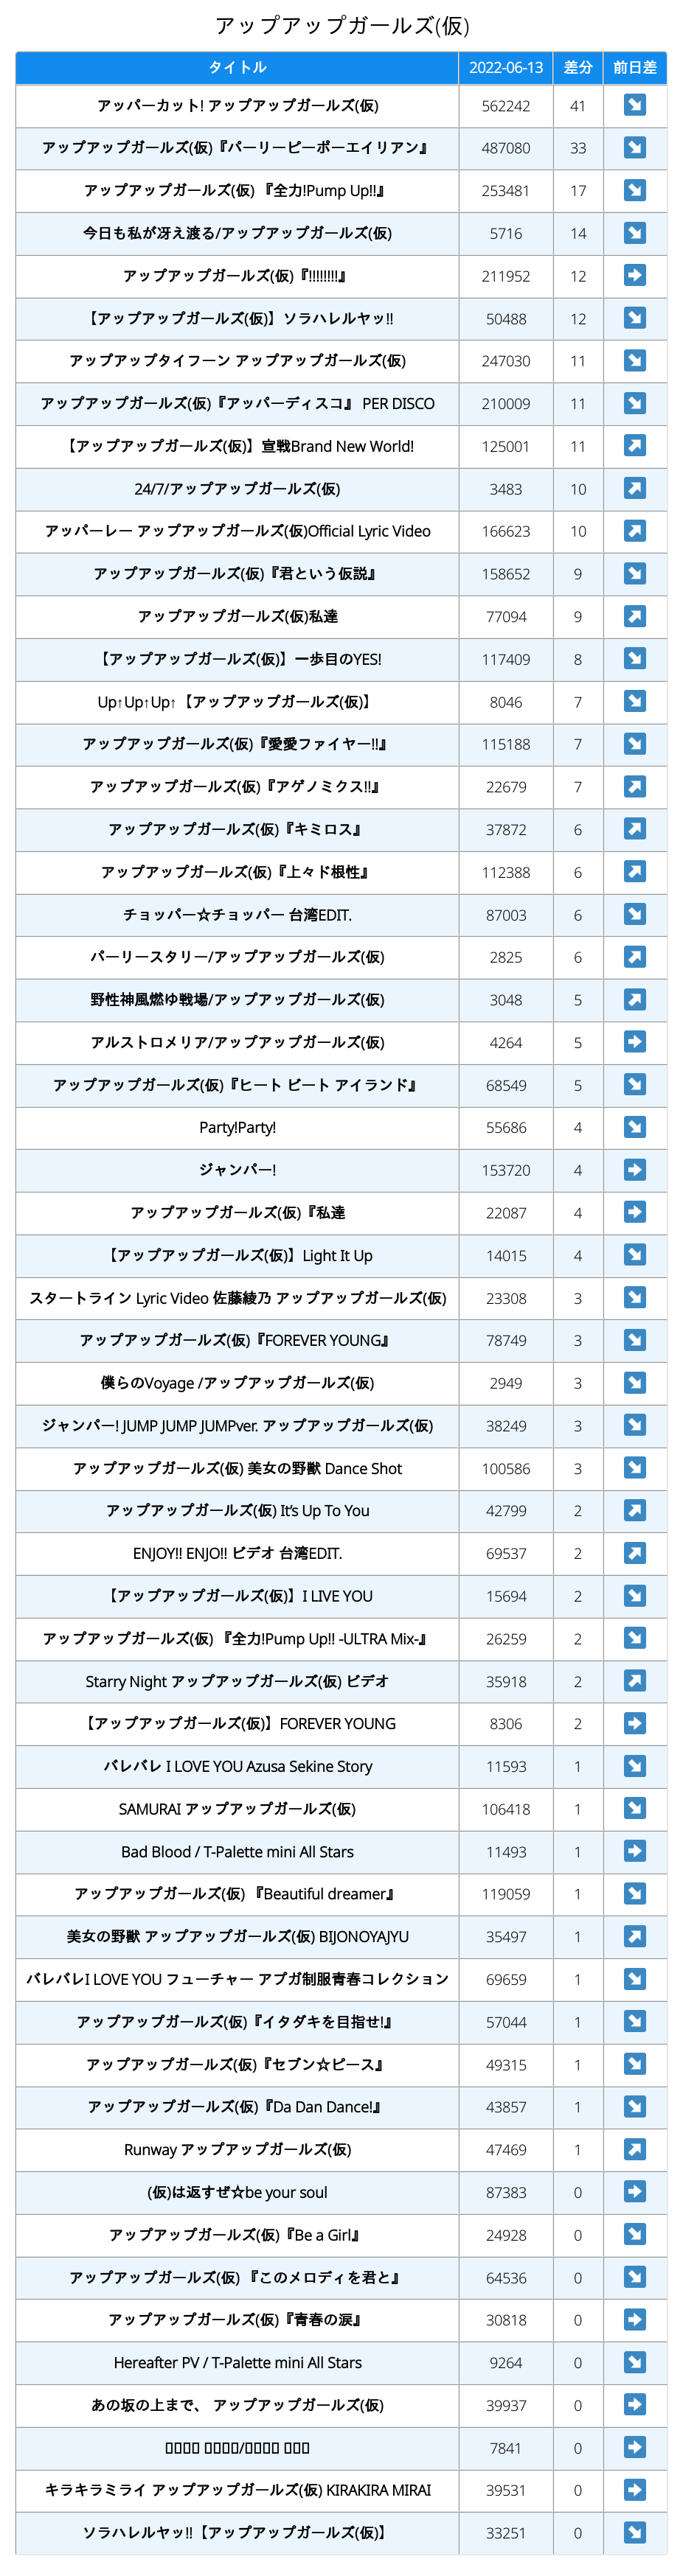 アップアップガールズ(仮)
タイトル 2022-06-13 差分 前日差
アッパーカット! アップアップガールズ(仮) 562242 41 ↘
アップアップガールズ(仮)『パーリーピーポーエイリアン』 487080 33 ↘
アップアップガールズ(仮) 『全力!Pump Up!!』 253481 17 ↘
今日も私が冴え渡る/アップアップガールズ(仮) 5716 14 ↘
アップアップガールズ(仮)『!!!!!!!!』 211952 12 ➡
【アップアップガールズ(仮)】ソラハレルヤッ!! 50488 12 ↘
アップアップタイフーン アップアップガールズ(仮) 247030 11 ↘
アップアップガールズ(仮)『アッパーディスコ』 PER DISCO 210009 11 ↘
【アップアップガールズ(仮)】宣戦Brand New World! 125001 11 ↗
24/7/アップアップガールズ(仮) 3483 10 ↗
アッパーレー アップアップガールズ(仮)Official Lyric Video 166623 10 ↗
アップアップガールズ(仮)『君という仮説』 158652 9 ↘
アップアップガールズ(仮)私達 77094 9 ↗
【アップアップガールズ(仮)】一歩目のYES! 117409 8 ↘
Up↑Up↑Up↑【アップアップガールズ(仮)】 8046 7 ↘
アップアップガールズ(仮)『愛愛ファイヤー!!』 115188 7 ↘
アップアップガールズ(仮)『アゲノミクス!!』 22679 7 ↗
アップアップガールズ(仮)『キミロス』 37872 6 ↗
アップアップガールズ(仮)『上々ド根性』 112388 6 ↗
チョッパー☆チョッパー 台湾EDIT. 87003 6 ↘
パーリースタリー/アップアップガールズ(仮) 2825 6 ↗
野性神風燃ゆ戦場/アップアップガールズ(仮) 3048 5 ↗
アルストロメリア/アップアップガールズ(仮) 4264 5 ➡
アップアップガールズ(仮)『ヒート ビート アイランド』 68549 5 ↘
Party!Party! 55686 4 ↘
ジャンパー! 153720 4 ➡
アップアップガールズ(仮)『私達 22087 4 ➡
【アップアップガールズ(仮)】Light It Up 14015 4 ↘
スタートライン Lyric Video 佐藤綾乃 アップアップガールズ(仮) 23308 3 ↘
アップアップガールズ(仮)『FOREVER YOUNG』 78749 3 ↘
僕らのVoyage /アップアップガールズ(仮) 2949 3 ↘
ジャンパー! JUMP JUMP JUMPver. アップアップガールズ(仮) 38249 3 ↘
アップアップガールズ(仮) 美女の野獣 Dance Shot 100586 3 ↘
アップアップガールズ(仮) It's Up To You 42799 2 ↗
ENJOY!! ENJO!! ビデオ 台湾EDIT. 69537 2 ↗
【アップアップガールズ(仮)】I LIVE YOU 15694 2 ↘
アップアップガールズ(仮) 『全力!Pump Up!! -ULTRA Mix-』 26259 2 ↘
Starry Night アップアップガールズ(仮) ビデオ 35918 2 ↗
【アップアップガールズ(仮)】FOREVER YOUNG 8306 2 ➡
バレバレ I LOVE YOU Azusa Sekine Story 11593 1 ↘
SAMURAI アップアップガールズ(仮) 106418 1 ↘
Bad Blood / T-Palette mini All Stars 11493 1 ➡
アップアップガールズ(仮) 『Beautiful dreamer』 119059 1 ↘
美女の野獣 アップアップガールズ(仮) BIJONOYAJYU 35497 1 ↗
バレバレI LOVE YOU フューチャー アプガ制服青春コレクション 69659 1 ↘
アップアップガールズ(仮)『イタダキを目指せ!』 57044 1 ↘
アップアップガールズ(仮)『セブン☆ピース』 49315 1 ↘
アップアップガールズ(仮)『Da Dan Dance!』 43857 1 ↘
Runway アップアップガールズ(仮) 47469 1 ↗
(仮)は返すぜ☆be your soul 87383 0 ➡
アップアップガールズ(仮)『Be a Girl』 24928 0 ↘
アップアップガールズ(仮) 『このメロディを君と』 64536 0 ↘
アップアップガールズ(仮)『青春の涙』 30818 0 ➡
Hereafter PV / T-Palette mini All Stars 9264 0 ↘
あの坂の上まで、 アップアップガールズ(仮) 39937 0 ➡
7841 0 ➡
キラキラミライ アップアップガールズ(仮) KIRAKIRA MIRAI 39531 0 ➡
ソラハレルヤッ!!【アップアップガールズ(仮)】 33251 0 ↘